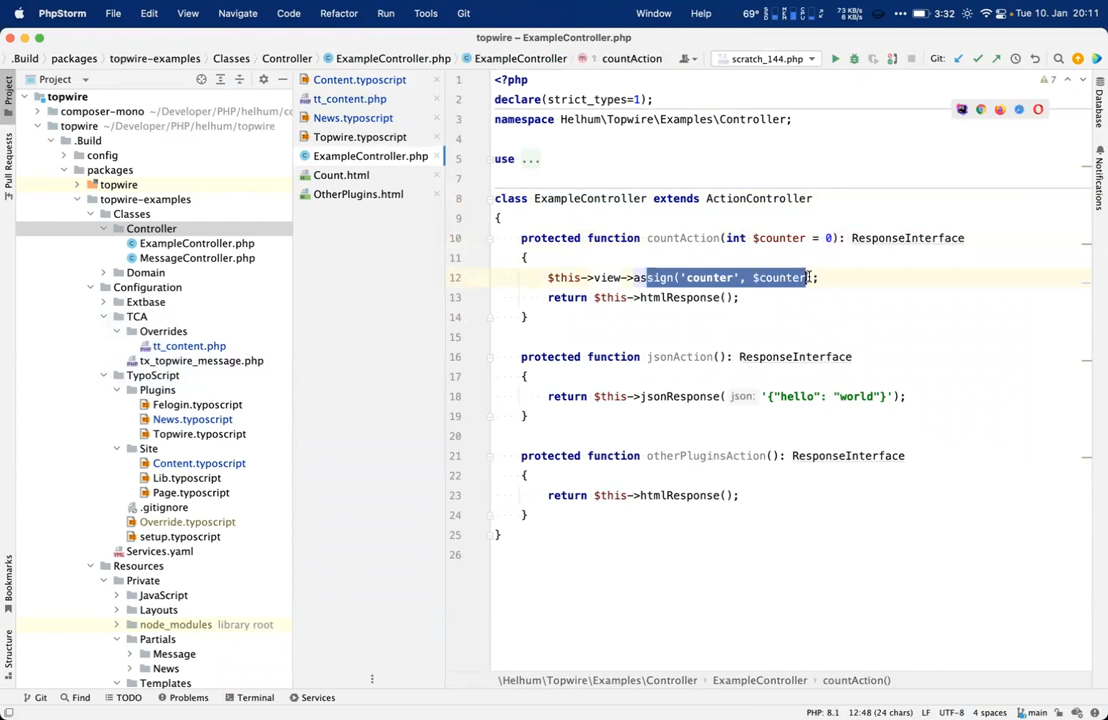 PhpStorm File Edit View Navigate Code Refactor Run Tools Git Window Help 69° 73 KB/s 6 KB/s 3:32 Tue 10. Jan 20:11
topwire – ExampleController.php
.Build packages topwire-examples Classes Controller ExampleController.php ExampleController countAction scratch_144.php Git:
Project
Content.typoscript
tt_content.php
News.typoscript
Topwire.typoscript
ExampleController.php
Count.html
OtherPlugins.html
Project
Pull Requests
Bookmarks
Structure
Database
Notifications
topwire
composer-mono ~/Developer/PHP/helhum/co
topwire ~/Developer/PHP/helhum/topwire
.Build
config
packages
topwire
topwire-examples
Classes
Controller
ExampleController.php
MessageController.php
Domain
Configuration
Extbase
TCA
Overrides
tt_content.php
tx_topwire_message.php
TypoScript
Plugins
Felogin.typoscript
News.typoscript
Topwire.typoscript
Site
Content.typoscript
Lib.typoscript
Page.typoscript
.gitignore
Override.typoscript
setup.typoscript
Services.yaml
Resources
Private
JavaScript
Layouts
node_modules library root
Partials
Message
News
Templates
1 <?php
2 declare(strict_types=1);
3 namespace Helhum\Topwire\Examples\Controller;
4
5 use ...
7
8 class ExampleController extends ActionController
9 {
10 protected function countAction(int $counter = 0): ResponseInterface
11 {
12 $this->view->assign('counter', $counter);
13 return $this->htmlResponse();
14 }
15
16 protected function jsonAction(): ResponseInterface
17 {
18 return $this->jsonResponse( json: '{"hello": "world"}');
19 }
20
21 protected function otherPluginsAction(): ResponseInterface
22 {
23 return $this->htmlResponse();
24 }
25 }
26
7
\Helhum\Topwire\Examples\Controller ExampleController countAction()
Git Find TODO Problems Terminal Services
PHP: 8.1 12:48 (24 chars) LF UTF-8 4 spaces main